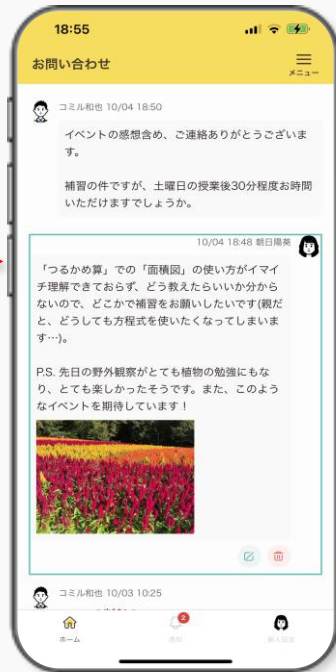 18:55
お問い合わせ
メニュー
コミル和也 10/04 18:50
イベントの感想含め、ご連絡ありがとうございま
す。
補習の件ですが、土曜日の授業後30分程度お時間
いただけますでしょうか。
10/04 18:48 朝日陽葵
「つるかめ算」での「面積図」の使い方がイマイ
チ理解できておらず、どう教えたらいいか分から
ないので、どこかで補習をお願いしたいです(親だ
と、どうしても方程式を使いたくなってしまいま
す…)。
P.S. 先日の野外観察がとても植物の勉強にもな
り、とても楽しかったそうです。また、このよう
なイベントを期待しています！
コミル和也 10/03 10:25
2
ホーム
通知
個人設定